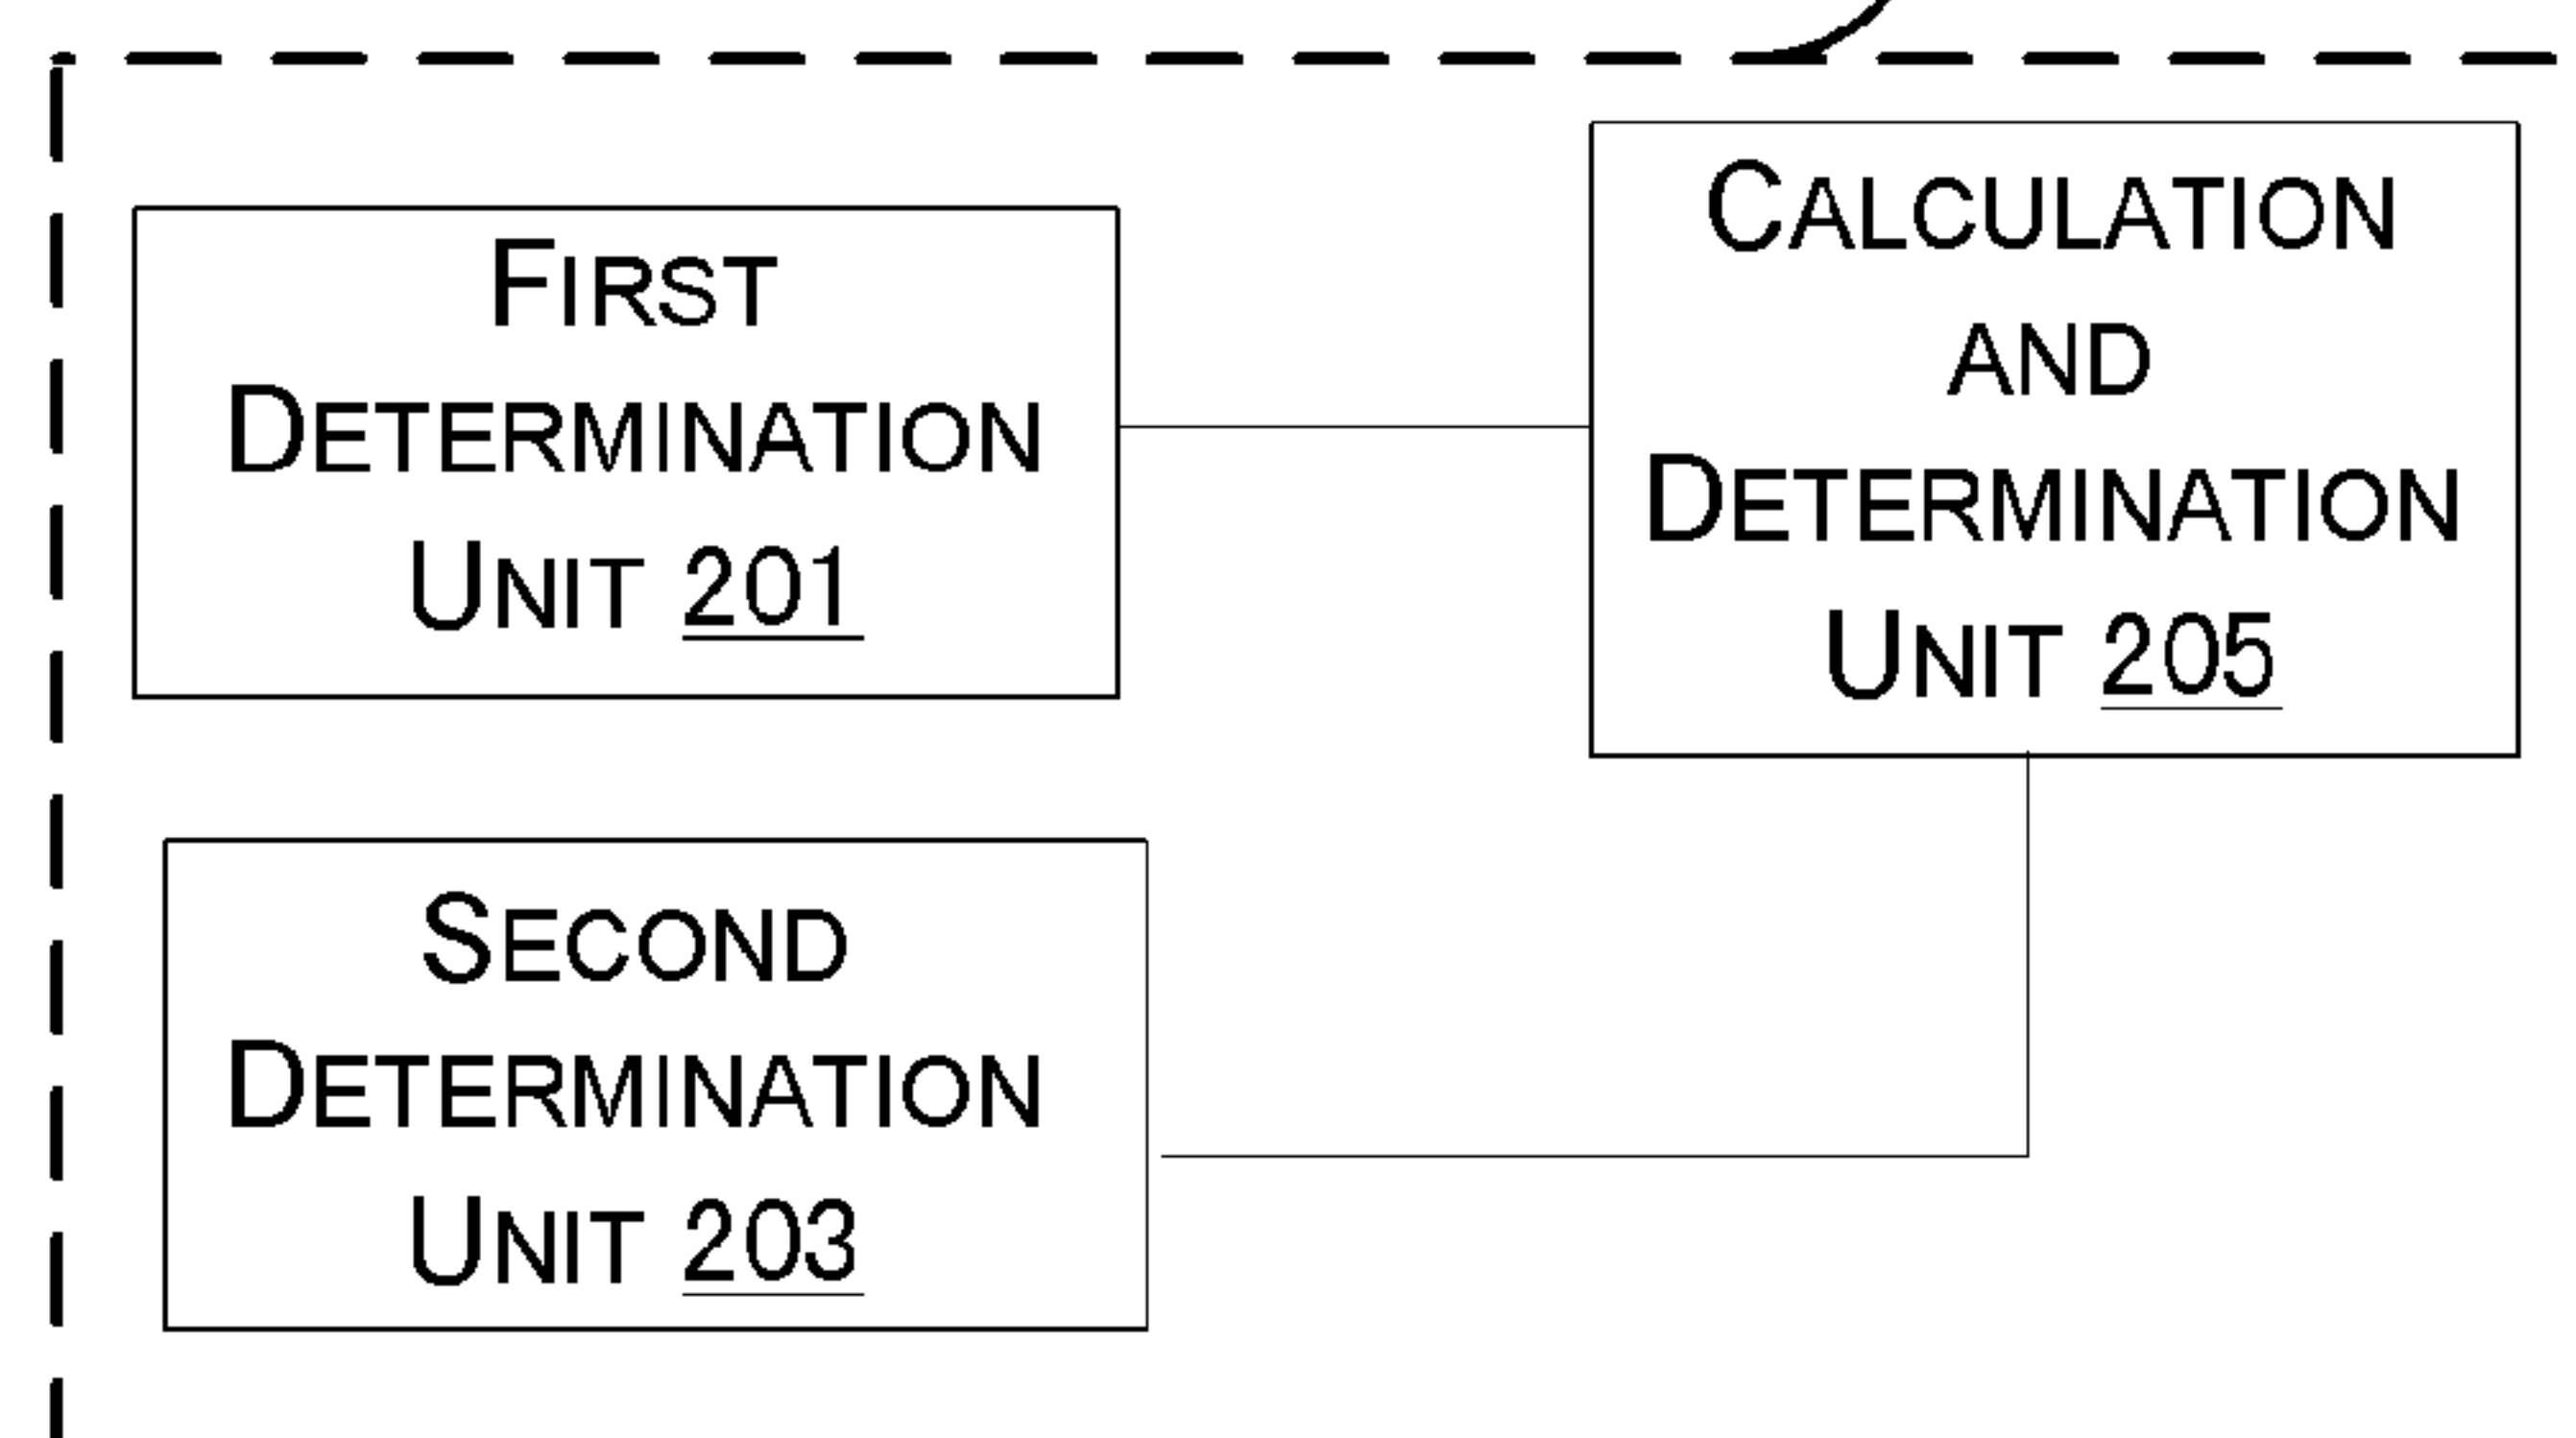 FIRST
DETERMINATION
UNIT 201
CALCULATION
AND
DETERMINATION
UNIT 205
SECOND
DETERMINATION
UNIT 203